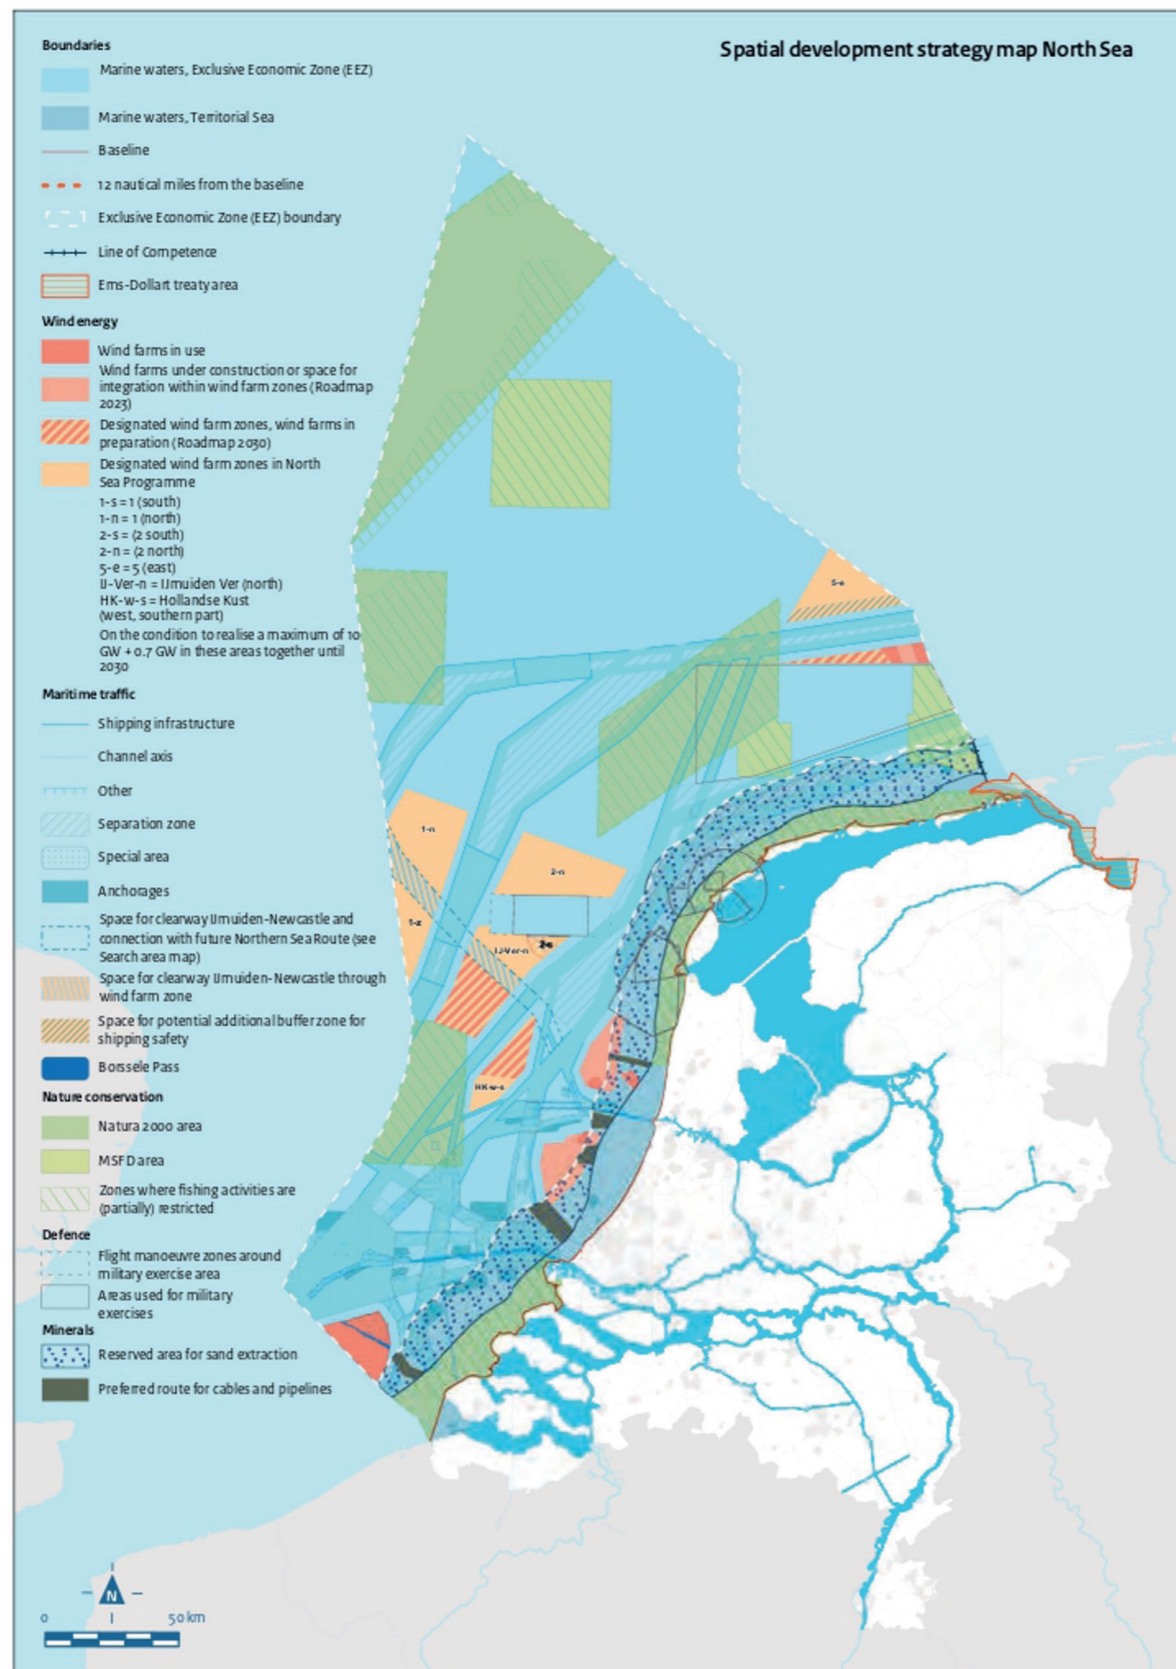 Spatial development strategy map North Sea
Boundaries
Marine waters, Exclusive Economic Zone (EEZ)
Marine waters, Territorial Sea
Baseline
12 nautical miles from the baseline
Exclusive Economic Zone (EEZ) boundary
Line of Competence
Ems-Dollart treaty area
Wind energy
Wind farms in use
Wind farms under construction or space for
integration within wind farm zones (Roadmap
2023)
Designated wind farm zones, wind farms in
preparation (Roadmap 2030)
Designated wind farm zones in North
Sea Programme
1-s = 1 (south)
1-n = 1 (north)
2-s = (2 south)
2-n = (2 north)
5-e = 5 (east)
IJ-Ver-n = IJmuiden Ver (north)
HK-w-s = Hollandse Kust
(west, southern part)
On the condition to realise a maximum of 10
GW + 0.7 GW in these areas together until
2030
Maritime traffic
Shipping infrastructure
Channel axis
Other
Separation zone
Special area
Anchorages
Space for clearway IJmuiden-Newcastle and
connection with future Northern Sea Route (see
Search area map)
Space for clearway IJmuiden-Newcastle through
wind farm zone
Space for potential additional buffer zone for
shipping safety
Borssele Pass
Nature conservation
Natura 2000 area
MSFD area
Zones where fishing activities are
(partially) restricted
Defence
Flight manoeuvre zones around
military exercise area
Areas used for military
exercises
Minerals
Reserved area for sand extraction
Preferred route for cables and pipelines
5-e
1-n
2-n
1-z
IJ-Ver-n
2-s
HK-w-s
N
0
50 km